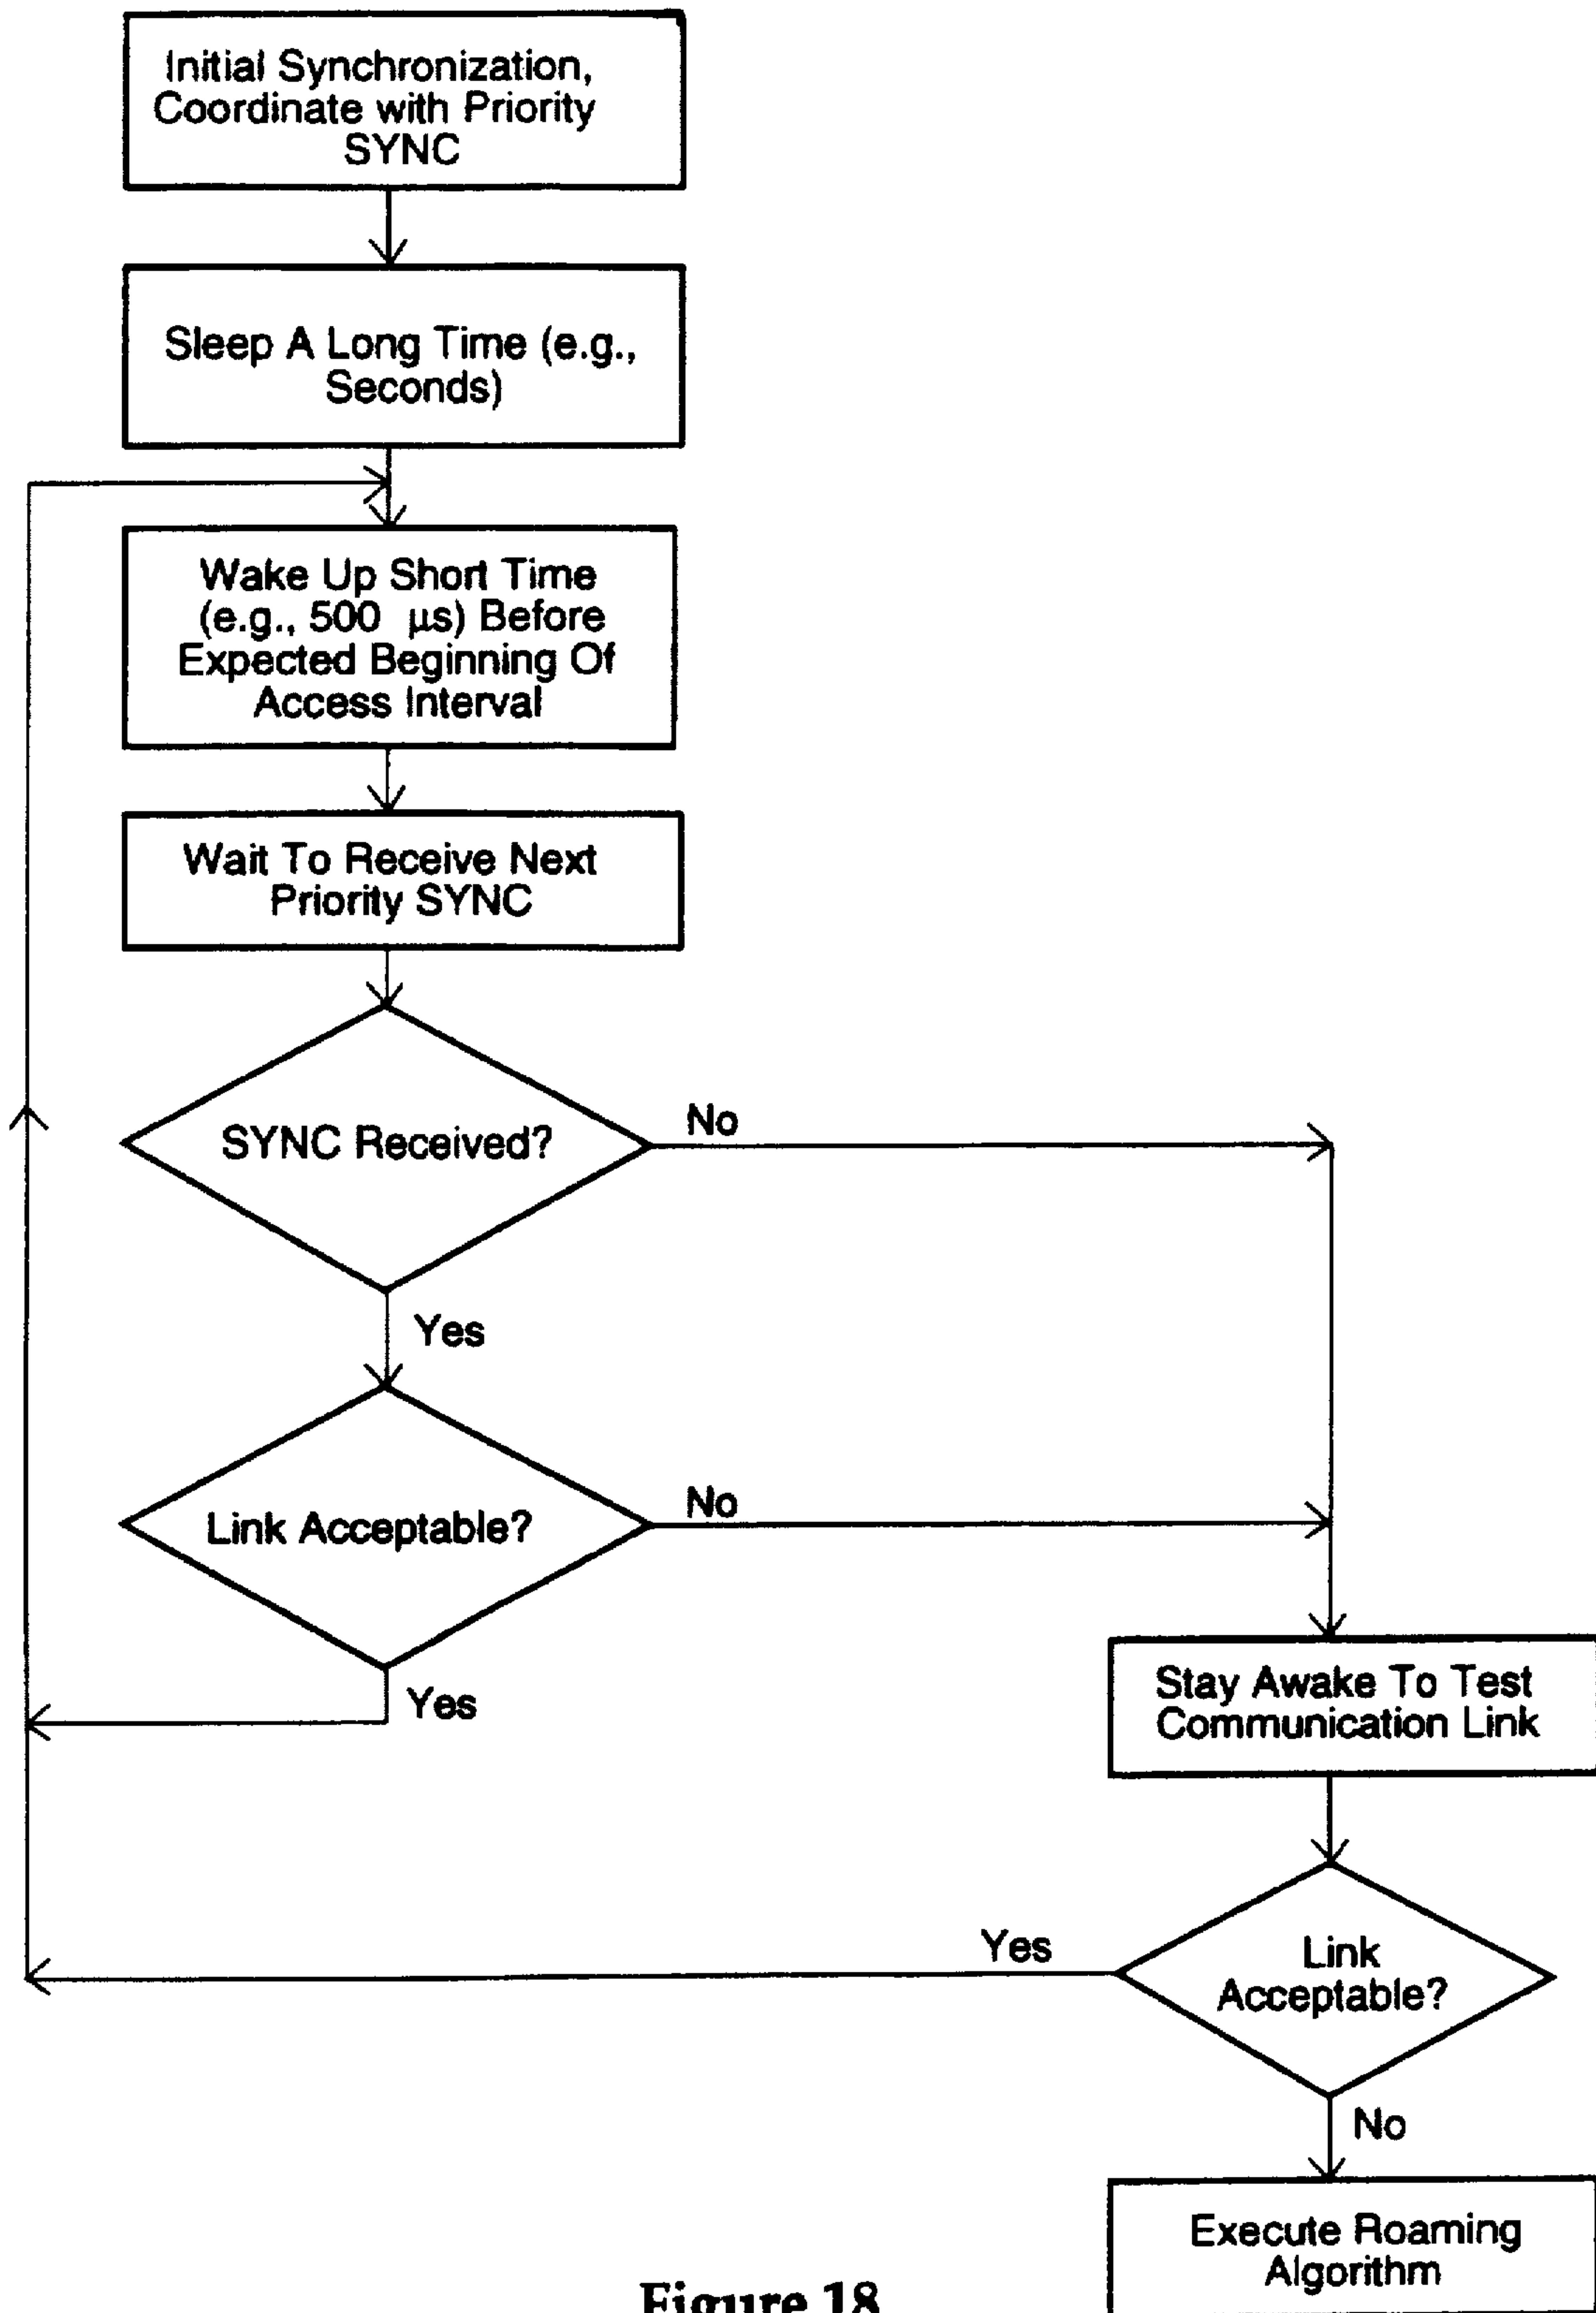 Initial Synchronization,
Coordinate with Priority
SYNC
Sleep A Long Time (e.g.,
Seconds)
Wake Up Short Time
(e.g., 500 µs) Before
Expected Beginning Of
Access Interval
Wait To Receive Next
Priority SYNC
SYNC Received?
No
Yes
Link Acceptable?
No
Yes
Stay Awake To Test
Communication Link
Link
Acceptable?
Yes
No
Execute Roaming
Algorithm
Figure 18